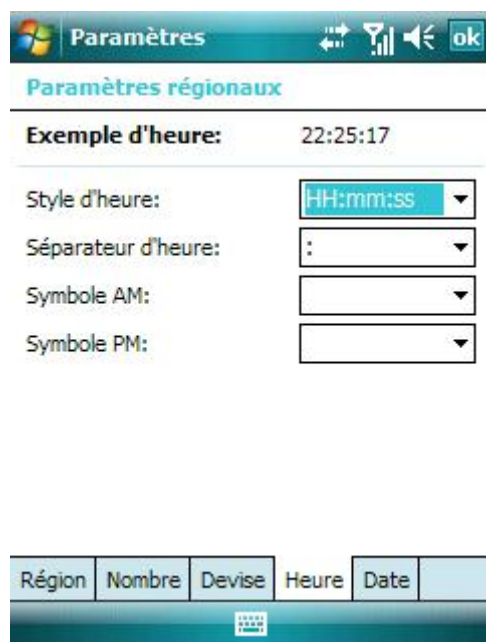 Paramètres ok
Paramètres régionaux
Exemple d'heure: 22:25:17
Style d'heure: HH:mm:ss
Séparateur d'heure: :
Symbole AM:
Symbole PM:
Région Nombre Devise Heure Date